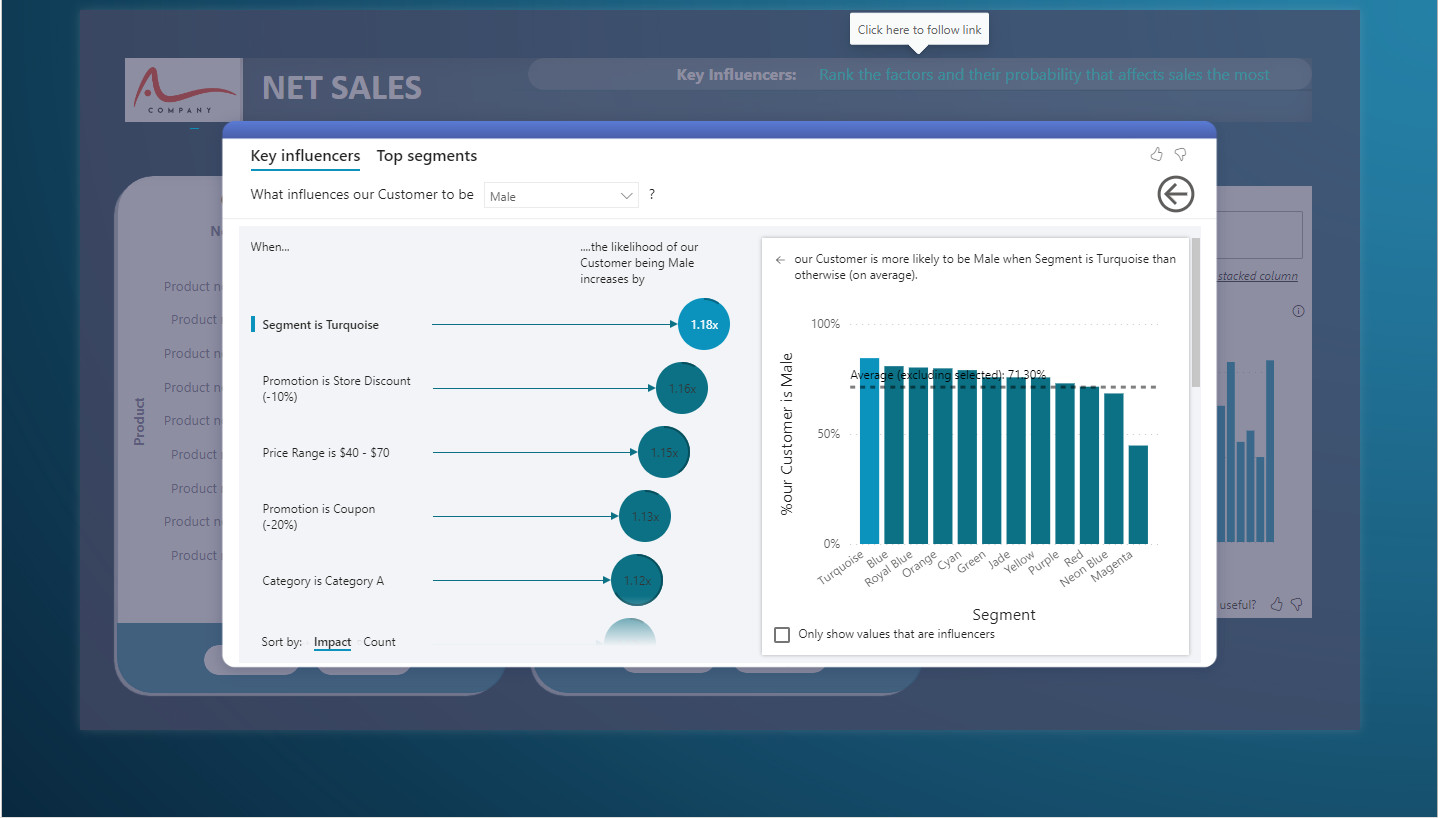 Click here to follow link
COMPANY
NET SALES
Key Influencers: Rank the factors and their probability that affects sales the most
Key influencers Top segments
What influences our Customer to be Male ?
When...
....the likelihood of our
Customer being Male
increases by
Segment is Turquoise 1.18x
Promotion is Store Discount
(-10%)
1.16x
Price Range is $40 - $70 1.15x
Promotion is Coupon
(-20%)
1.13x
Category is Category A 1.12x
Sort by: Impact Count
our Customer is more likely to be Male when Segment is Turquoise than
otherwise (on average).
%our Customer is Male
100%
50%
0%
Average (excluding selected): 71.30%
Turquoise
Blue
Royal Blue
Orange
Cyan
Green
Jade
Yellow
Purple
Red
Neon Blue
Magenta
Segment
Only show values that are influencers
Product
Product
Product
Product
Product
Product
Product
Product
Product
Product
stacked column
useful?